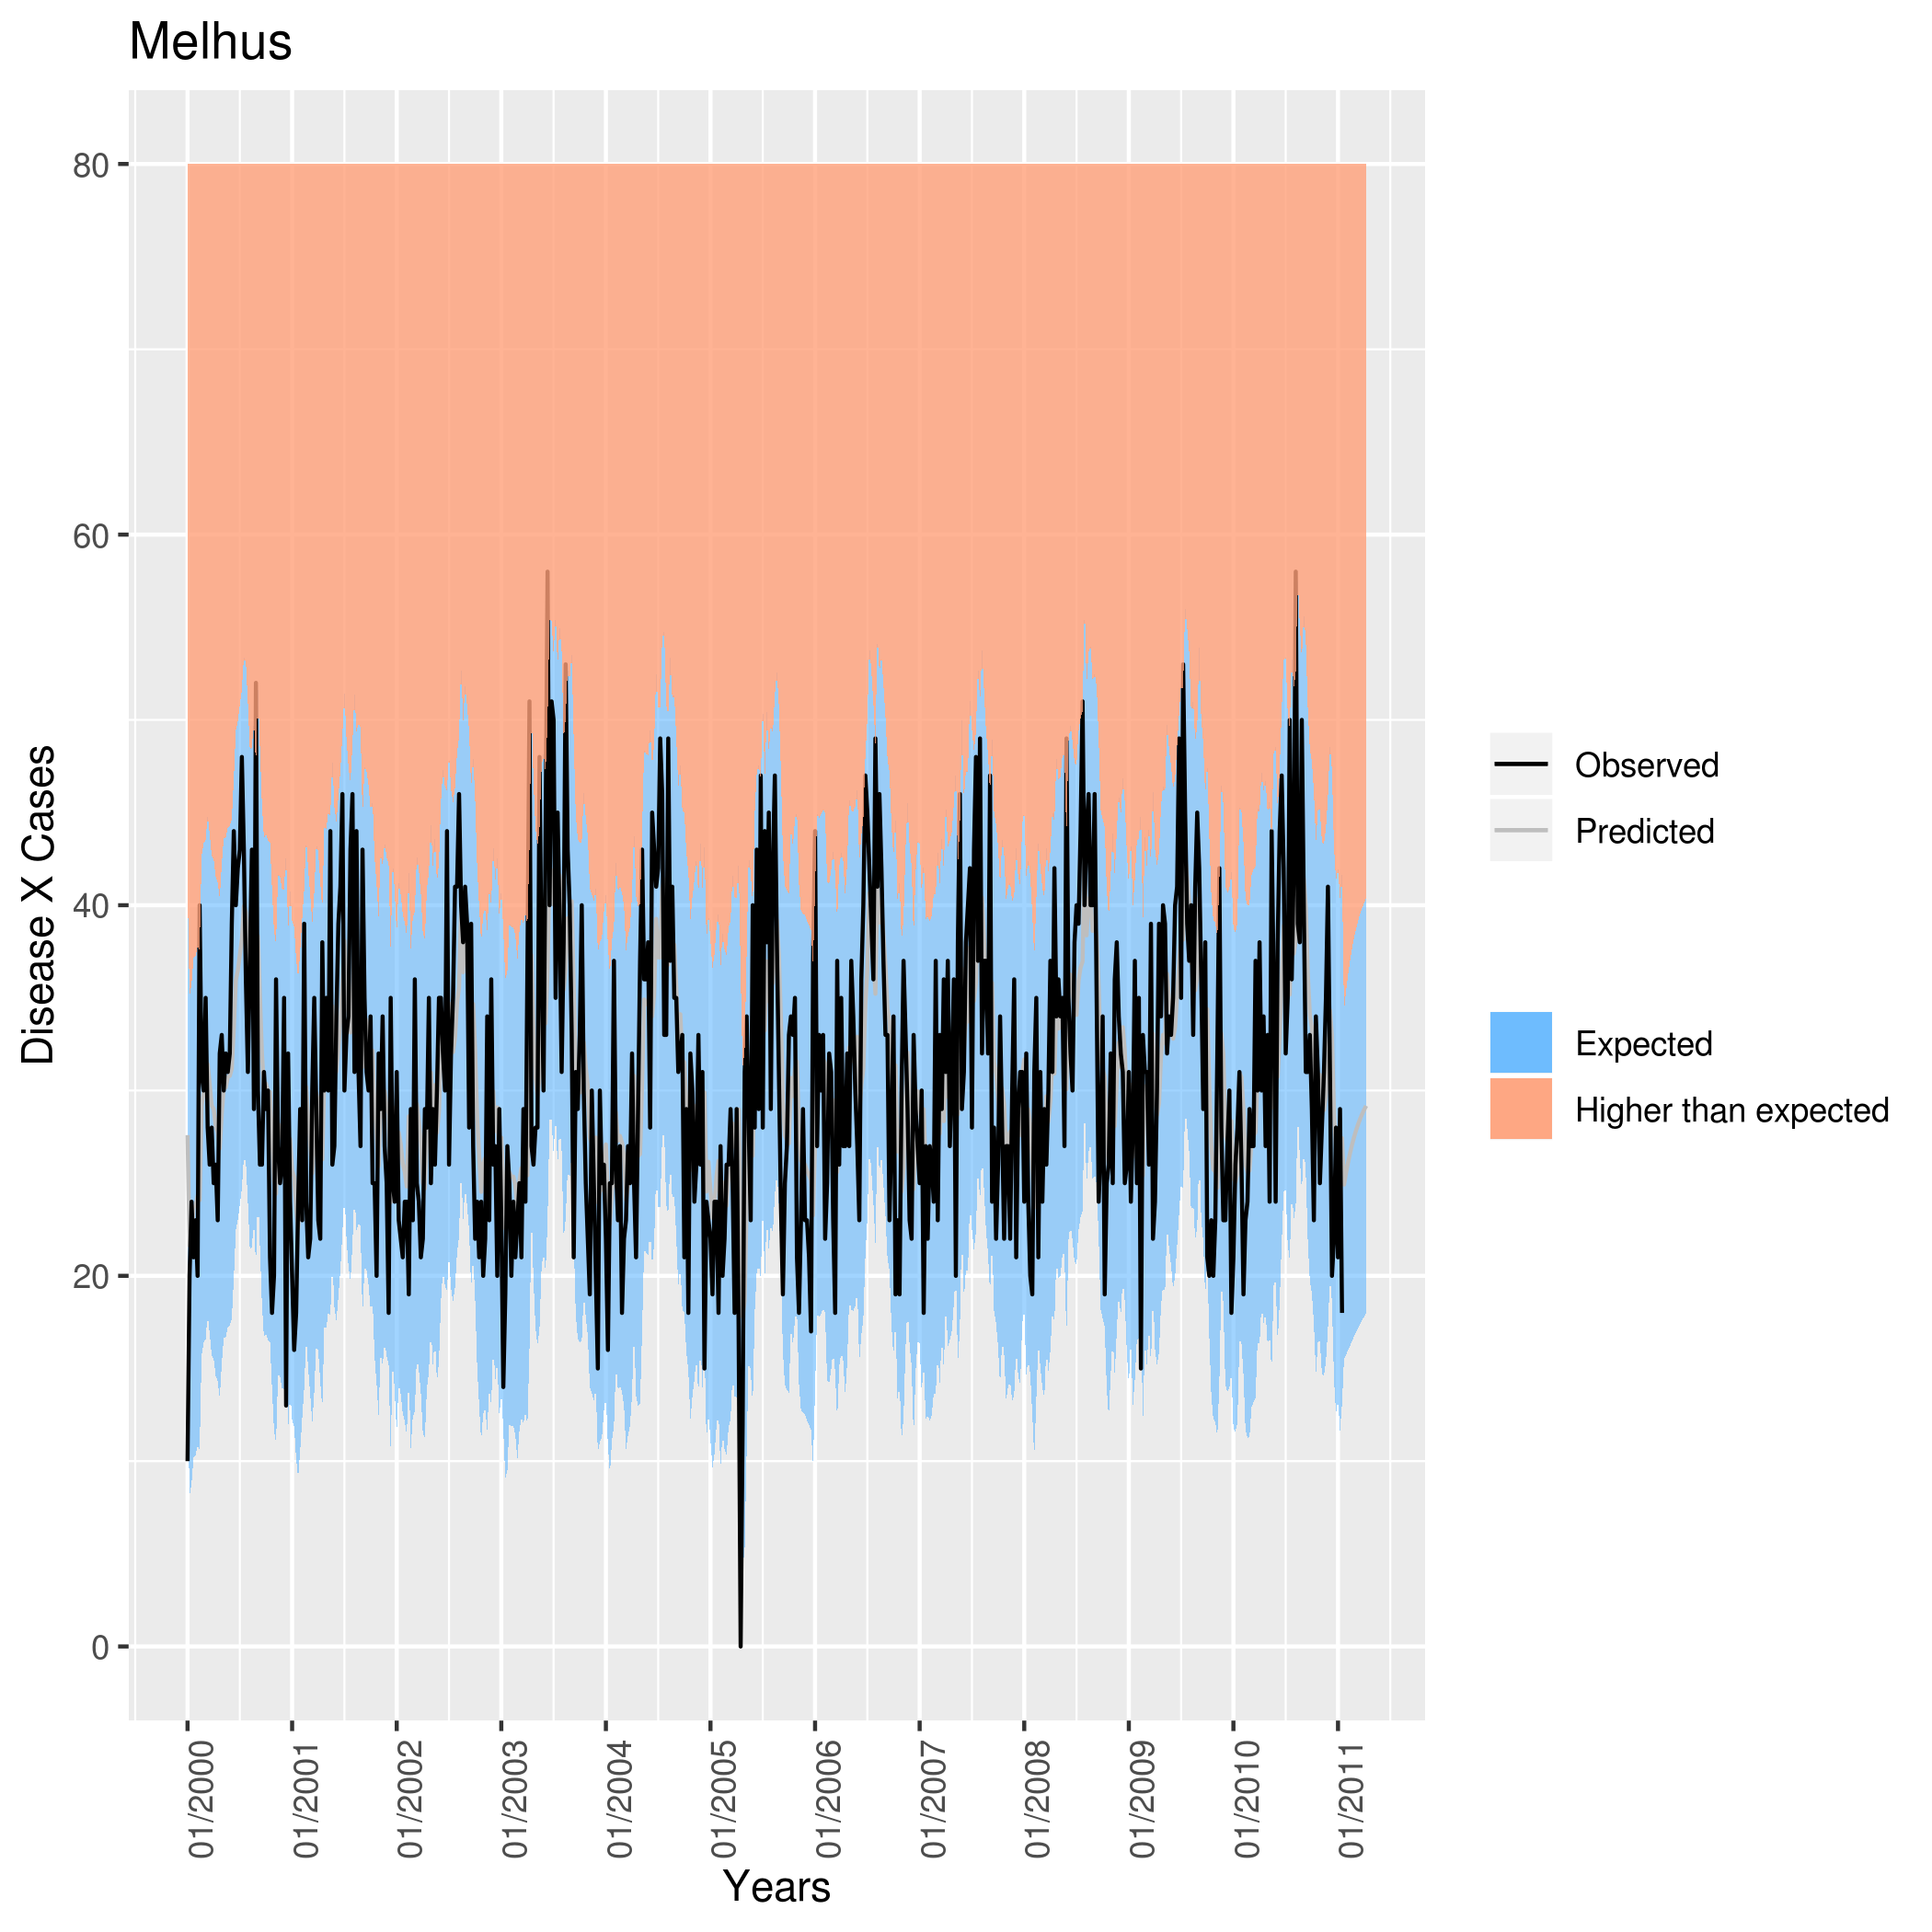 Melhus
Disease X Cases
80
60
40
20
0
01/2000
01/2001
01/2002
01/2003
01/2004
01/2005
01/2006
01/2007
01/2008
01/2009
01/2010
01/2011
Years
Observed
Predicted
Expected
Higher than expected